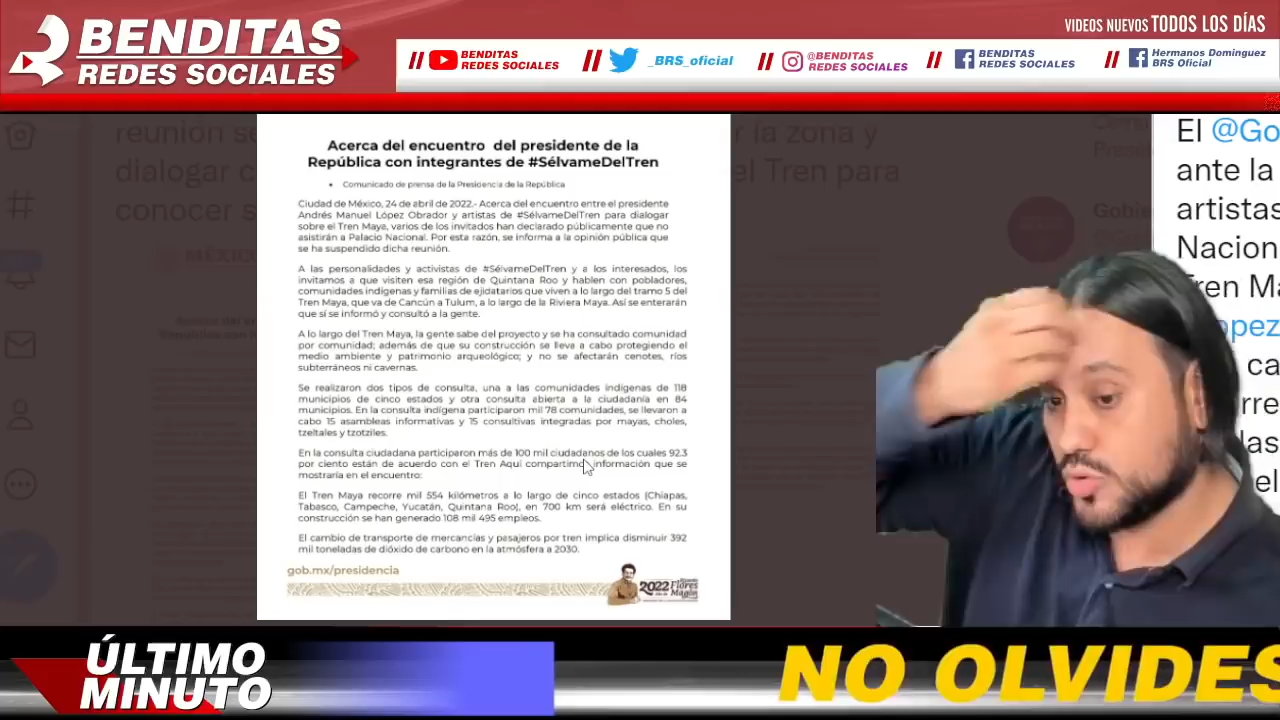 BENDITAS
REDES SOCIALES
VIDEOS NUEVOS TODOS LOS DÍAS
// BENDITAS REDES SOCIALES
// _BRS_oficial
// @BENDITAS REDES SOCIALES
// BENDITAS REDES SOCIALES
// Hermanos Dominguez BRS Oficial
reunión se
la zona y
dialogar c
el Tren para
conocer s
Acerca del encuentro del presidente de la
República con integrantes de #SélvameDelTren
• Comunicado de prensa de la Presidencia de la República
Ciudad de México, 24 de abril de 2022.- Acerca del encuentro entre el presidente
Andrés Manuel López Obrador y artistas de #SélvameDelTren para dialogar
sobre el Tren Maya, varios de los invitados han declarado públicamente que no
asistirán a Palacio Nacional. Por esta razón, se informa a la opinión pública que
se ha suspendido dicha reunión.
A las personalidades y activistas de #SélvameDelTren y a los interesados, los
invitamos a que visiten esa región de Quintana Roo y hablen con pobladores,
comunidades indígenas y familias de ejidatarios que viven a lo largo del tramo 5 del
Tren Maya, que va de Cancún a Tulum, a lo largo de la Riviera Maya. Así se enterarán
que sí se informó y consultó a la gente.
A lo largo del Tren Maya, la gente sabe del proyecto y se ha consultado comunidad
por comunidad; además de que su construcción se lleva a cabo protegiendo el
medio ambiente y patrimonio arqueológico; y no se afectarán cenotes, ríos
subterráneos ni cavernas.
Se realizaron dos tipos de consulta, una a las comunidades indígenas de 118
municipios de cinco estados y otra consulta abierta a la ciudadanía en 84
municipios. En la consulta indígena participaron mil 78 comunidades, se llevaron a
cabo 15 asambleas informativas y 15 consultivas integradas por mayas, choles,
tzeltales y tzotziles.
En la consulta ciudadana participaron más de 100 mil ciudadanos de los cuales 92.3
por ciento están de acuerdo con el Tren Aquí compartimo información que se
mostraría en el encuentro:
El Tren Maya recorre mil 554 kilómetros a lo largo de cinco estados (Chiapas,
Tabasco, Campeche, Yucatán, Quintana Roo), en 700 km será eléctrico. En su
construcción se han generado 108 mil 495 empleos.
El cambio de transporte de mercancías y pasajeros por tren implica disminuir 392
mil toneladas de dióxido de carbono en la atmósfera a 2030.
gob.mx/presidencia
2022 Flores Magón
El @Go
ante la
artistas
Nacion
Tren Ma
opez
ca
rre
las
el
ÚLTIMO
MINUTO
NO OLVIDES